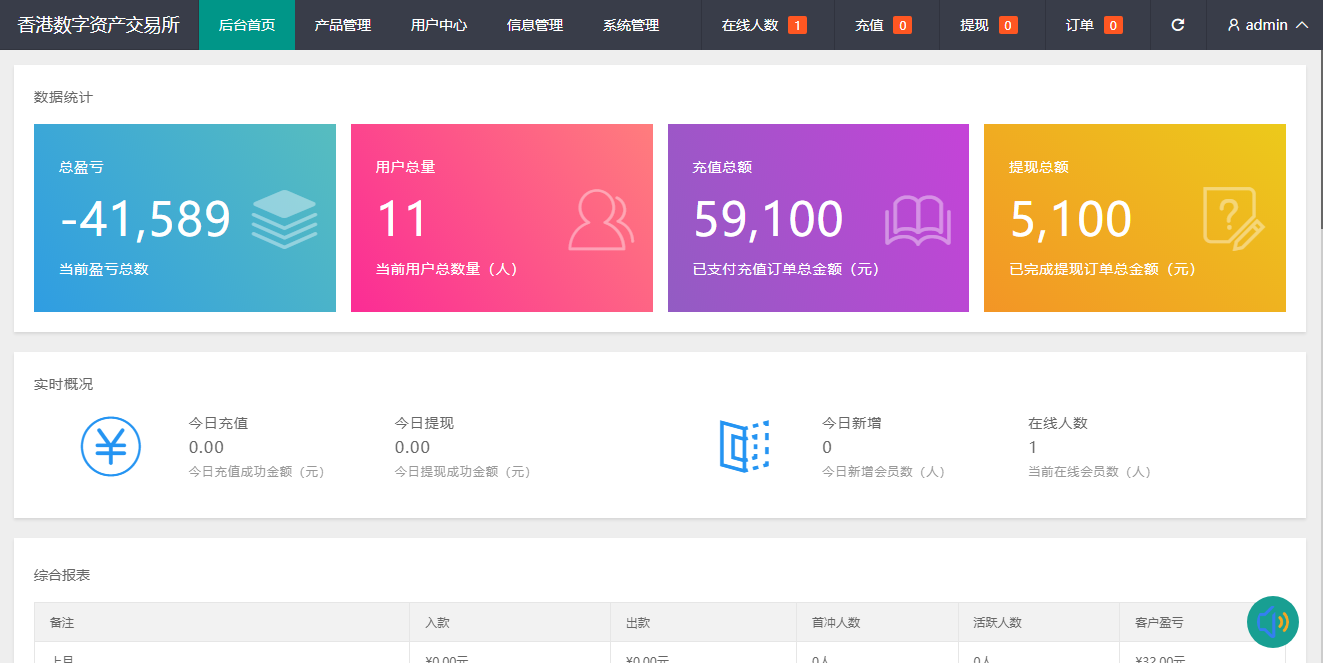 香港数字资产交易所 后台首页 产品管理 用户中心 信息管理 系统管理 在线人数 1 充值 0 提现 0 订单 0 admin
数据统计
总盈亏 用户总量 充值总额 提现总额
-41,589 11 59,100 5,100
当前盈亏总数 当前用户总数量（人） 已支付充值订单总金额（元） 已完成提现订单总金额（元）
实时概况
今日充值 今日提现 今日新增 在线人数
0.00 0.00 0 1
今日充值成功金额（元） 今日提现成功金额（元） 今日新增会员数（人） 当前在线会员数（人）
综合报表
备注 入款 出款 首冲人数 活跃人数 客户盈亏
上月 ¥0.00元 ¥0.00元 0人 0人 ¥32.00元